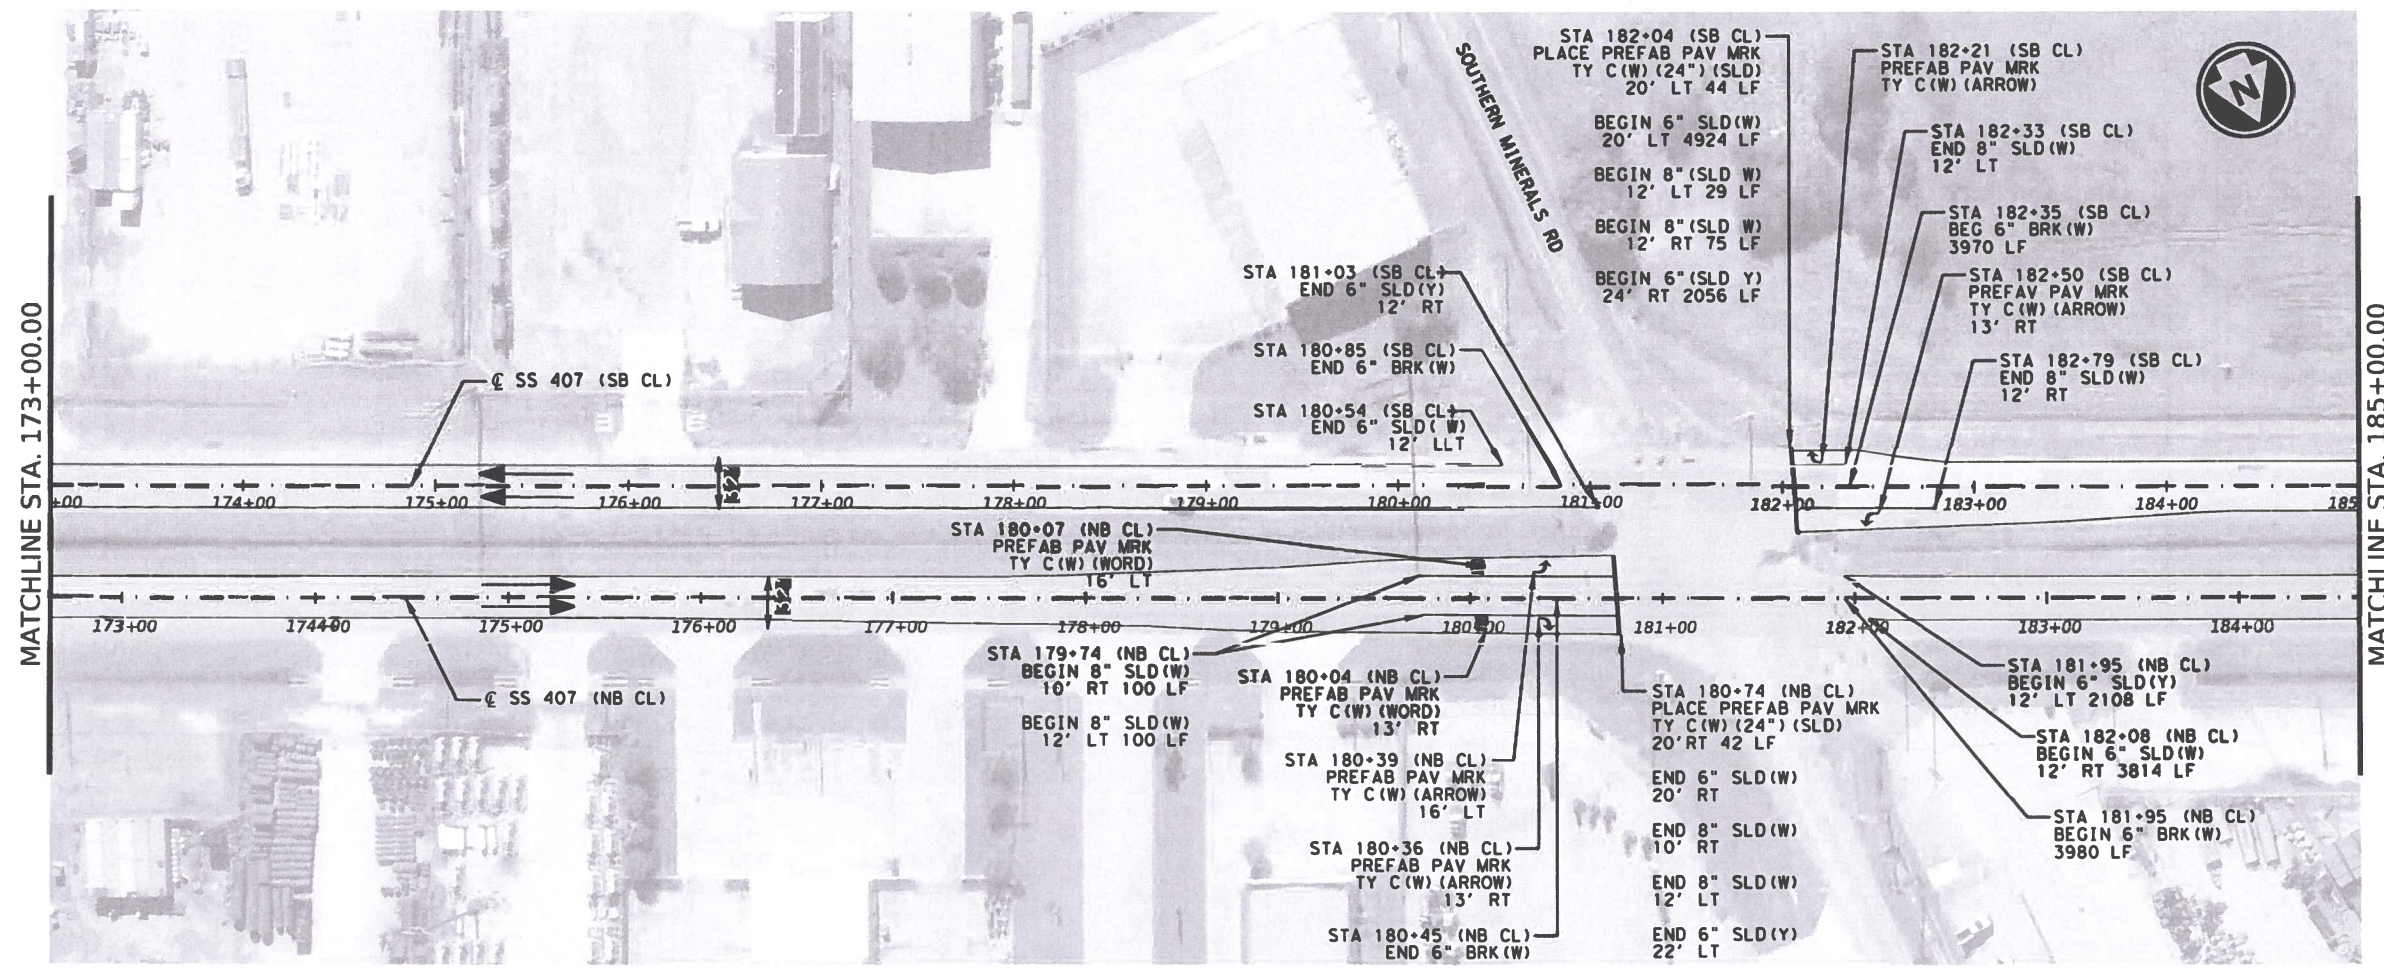 STA 182+04 (SB CL)
PLACE PREFAB PAV MRK
TY C(W)(24")(SLD)
20' LT 44 LF
BEGIN 6" SLD(W)
20' LT 4924 LF
BEGIN 8"(SLD W)
12' LT 29 LF
BEGIN 8"(SLD W)
12' RT 75 LF
BEGIN 6"(SLD Y)
24' RT 2056 LF
STA 182+21 (SB CL)
PREFAB PAV MRK
TY C(W)(ARROW)
STA 182+33 (SB CL)
END 8" SLD(W)
12' LT
STA 182+35 (SB CL)
BEG 6" BRK(W)
3970 LF
STA 182+50 (SB CL)
PREFAV PAV MRK
TY C(W)(ARROW)
13' RT
STA 182+79 (SB CL)
END 8" SLD(W)
12' RT
N
SOUTHERN MINERALS RD
STA 181+03 (SB CL)
END 6" SLD(Y)
12' RT
STA 180+85 (SB CL)
END 6" BRK(W)
STA 180+54 (SB CL)
END 6" SLD( W)
12' LLT
℄ SS 407 (SB CL)
MATCHLINE STA. 173+00.00
MATCHLINE STA. 185+00.00
+00 174+00 175+00 176+00 177+00 178+00 179+00 180+00 181+00 182+00 183+00 184+00 185
STA 180+07 (NB CL)
PREFAB PAV MRK
TY C(W)(WORD)
16' LT
173+00 174+00 175+00 176+00 177+00 178+00 179+00 180+00 181+00 182+00 183+00 184+00
℄ SS 407 (NB CL)
STA 179+74 (NB CL)
BEGIN 8" SLD(W)
10' RT 100 LF
BEGIN 8" SLD(W)
12' LT 100 LF
STA 180+04 (NB CL)
PREFAB PAV MRK
TY C(W)(WORD)
13' RT
STA 180+39 (NB CL)
PREFAB PAV MRK
TY C(W)(ARROW)
16' LT
STA 180+36 (NB CL)
PREFAB PAV MRK
TY C(W)(ARROW)
13' RT
STA 180+45 (NB CL)
END 6" BRK(W)
STA 180+74 (NB CL)
PLACE PREFAB PAV MRK
TY C(W)(24")(SLD)
20'RT 42 LF
END 6" SLD(W)
20' RT
END 8" SLD(W)
10' RT
END 8" SLD(W)
12' LT
END 6" SLD(Y)
22' LT
STA 181+95 (NB CL)
BEGIN 6" SLD(Y)
12' LT 2108 LF
STA 182+08 (NB CL)
BEGIN 6" SLD(W)
12' RT 3814 LF
STA 181+95 (NB CL)
BEGIN 6" BRK(W)
3980 LF